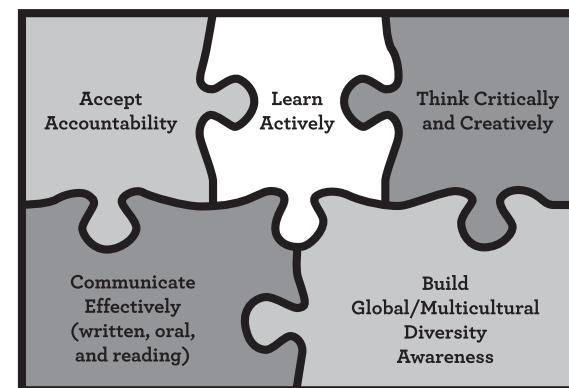 Accept
Accountability
Learn
Actively
Think Critically
and Creatively
Communicate
Effectively
(written, oral,
and reading)
Build
Global/Multicultural
Diversity
Awareness